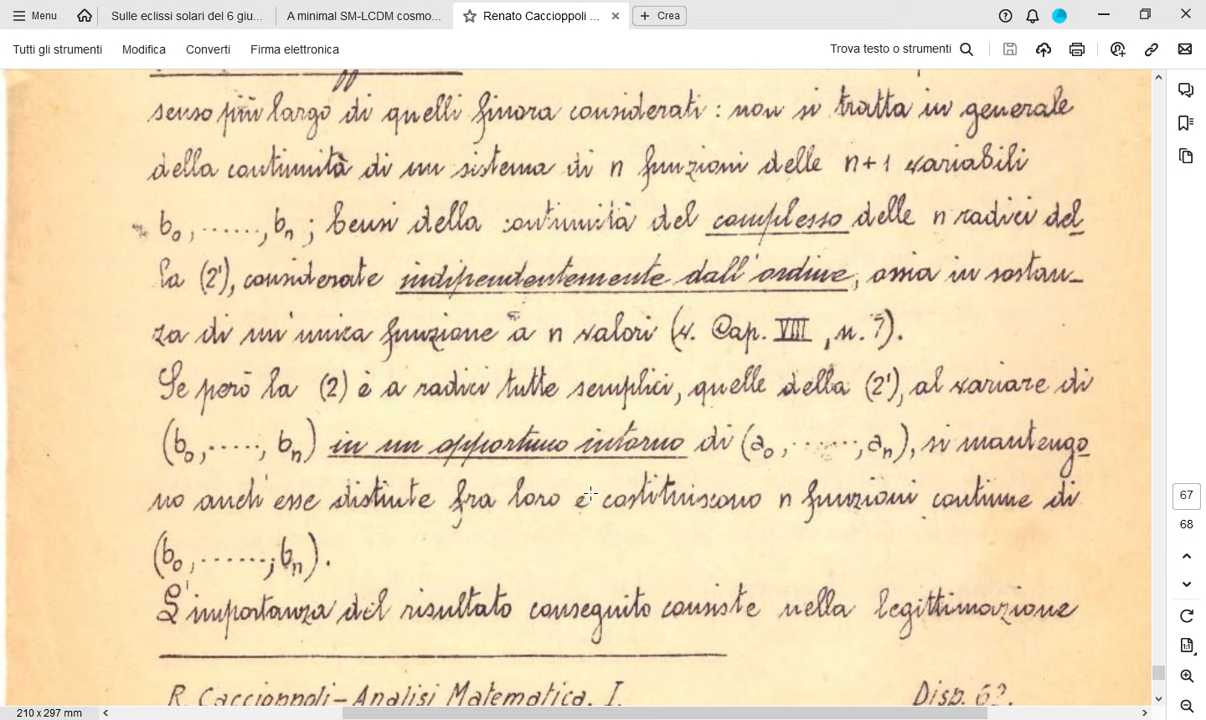 Menu Sulle eclissi solari del 6 giu... A minimal SM-LCDM cosmo... Renato Caccioppoli ... + Crea
Tutti gli strumenti Modifica Converti Firma elettronica Trova testo o strumenti
senso più largo di quelli finora considerati : non si tratta in generale
della continuità di un sistema di n funzioni delle n+1 variabili
b₀, ......, bₙ ; bensì della continuità del complesso delle n radici del
la (2'), considerate indipendentemente dall'ordine, ossia in sostan-
za di un'unica funzione a n valori (v. Cap. VIII, n. 7).
Se però la (2) è a radici tutte semplici, quelle della (2'), al variare di
(b₀, ....., bₙ) in un opportuno intorno di (a₀, ......, aₙ), si mantengo
no anch'esse distinte fra loro e costituiscono n funzioni continue di
(b₀, ......, bₙ).
L'importanza del risultato conseguito consiste nella legittimazione
R. Caccioppoli - Analisi Matematica. I. Disp. 62.
67
68
210 x 297 mm